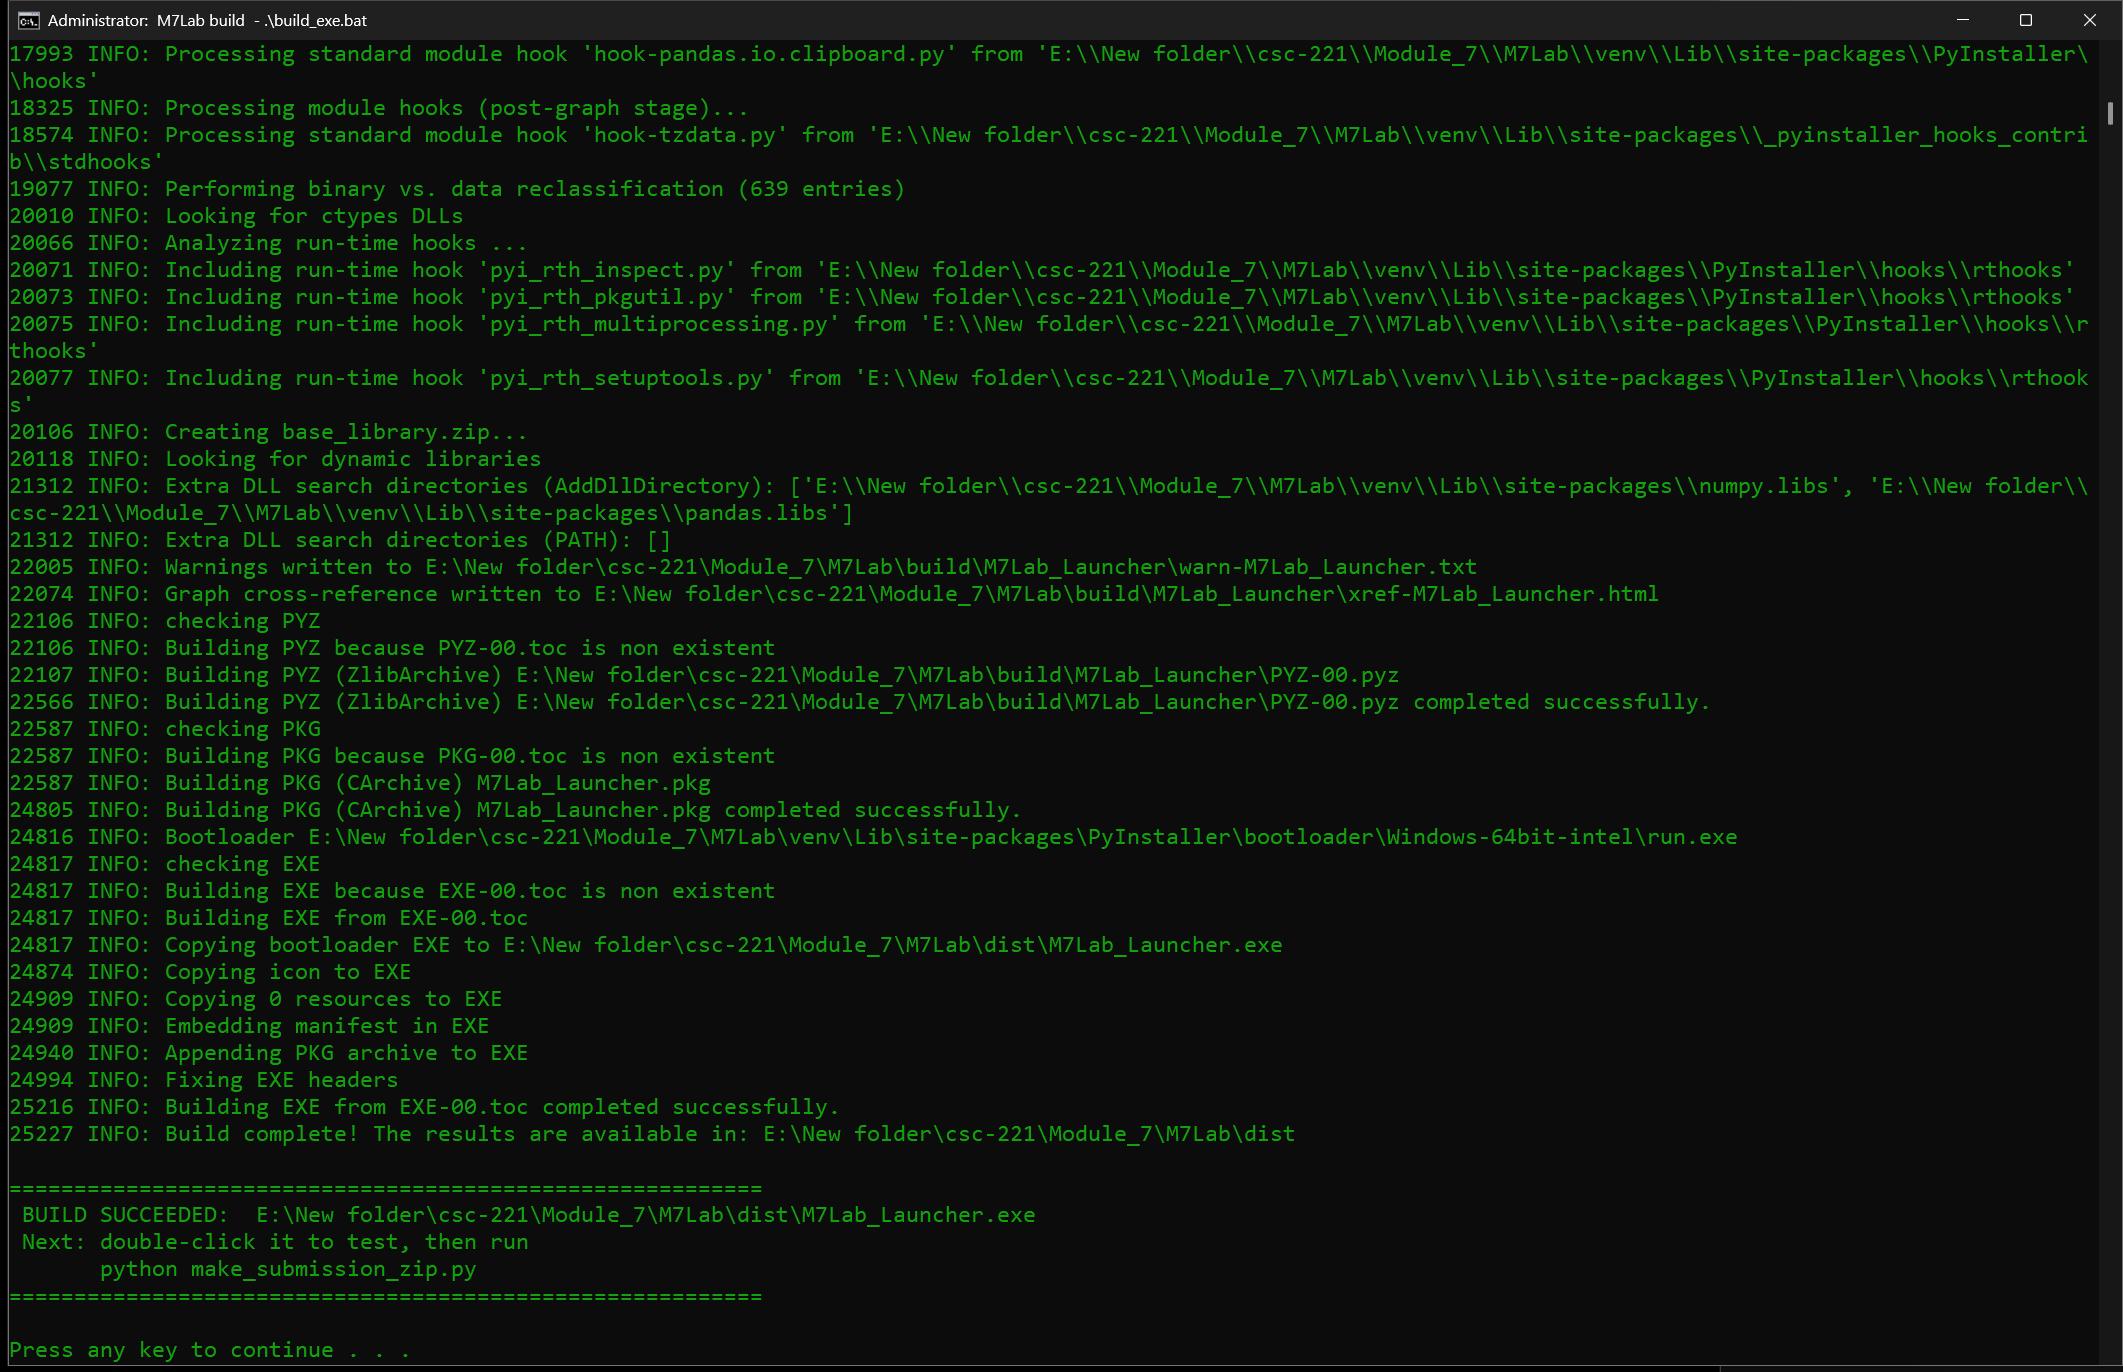 Administrator:  M7Lab build  - .\build_exe.bat
17993 INFO: Processing standard module hook 'hook-pandas.io.clipboard.py' from 'E:\\New folder\\csc-221\\Module_7\\M7Lab\\venv\\Lib\\site-packages\\PyInstaller\
\hooks'
18325 INFO: Processing module hooks (post-graph stage)...
18574 INFO: Processing standard module hook 'hook-tzdata.py' from 'E:\\New folder\\csc-221\\Module_7\\M7Lab\\venv\\Lib\\site-packages\\_pyinstaller_hooks_contri
b\\stdhooks'
19077 INFO: Performing binary vs. data reclassification (639 entries)
20010 INFO: Looking for ctypes DLLs
20066 INFO: Analyzing run-time hooks ...
20071 INFO: Including run-time hook 'pyi_rth_inspect.py' from 'E:\\New folder\\csc-221\\Module_7\\M7Lab\\venv\\Lib\\site-packages\\PyInstaller\\hooks\\rthooks'
20073 INFO: Including run-time hook 'pyi_rth_pkgutil.py' from 'E:\\New folder\\csc-221\\Module_7\\M7Lab\\venv\\Lib\\site-packages\\PyInstaller\\hooks\\rthooks'
20075 INFO: Including run-time hook 'pyi_rth_multiprocessing.py' from 'E:\\New folder\\csc-221\\Module_7\\M7Lab\\venv\\Lib\\site-packages\\PyInstaller\\hooks\\r
thooks'
20077 INFO: Including run-time hook 'pyi_rth_setuptools.py' from 'E:\\New folder\\csc-221\\Module_7\\M7Lab\\venv\\Lib\\site-packages\\PyInstaller\\hooks\\rthook
s'
20106 INFO: Creating base_library.zip...
20118 INFO: Looking for dynamic libraries
21312 INFO: Extra DLL search directories (AddDllDirectory): ['E:\\New folder\\csc-221\\Module_7\\M7Lab\\venv\\Lib\\site-packages\\numpy.libs', 'E:\\New folder\\
csc-221\\Module_7\\M7Lab\\venv\\Lib\\site-packages\\pandas.libs']
21312 INFO: Extra DLL search directories (PATH): []
22005 INFO: Warnings written to E:\New folder\csc-221\Module_7\M7Lab\build\M7Lab_Launcher\warn-M7Lab_Launcher.txt
22074 INFO: Graph cross-reference written to E:\New folder\csc-221\Module_7\M7Lab\build\M7Lab_Launcher\xref-M7Lab_Launcher.html
22106 INFO: checking PYZ
22106 INFO: Building PYZ because PYZ-00.toc is non existent
22107 INFO: Building PYZ (ZlibArchive) E:\New folder\csc-221\Module_7\M7Lab\build\M7Lab_Launcher\PYZ-00.pyz
22566 INFO: Building PYZ (ZlibArchive) E:\New folder\csc-221\Module_7\M7Lab\build\M7Lab_Launcher\PYZ-00.pyz completed successfully.
22587 INFO: checking PKG
22587 INFO: Building PKG because PKG-00.toc is non existent
22587 INFO: Building PKG (CArchive) M7Lab_Launcher.pkg
24805 INFO: Building PKG (CArchive) M7Lab_Launcher.pkg completed successfully.
24816 INFO: Bootloader E:\New folder\csc-221\Module_7\M7Lab\venv\Lib\site-packages\PyInstaller\bootloader\Windows-64bit-intel\run.exe
24817 INFO: checking EXE
24817 INFO: Building EXE because EXE-00.toc is non existent
24817 INFO: Building EXE from EXE-00.toc
24817 INFO: Copying bootloader EXE to E:\New folder\csc-221\Module_7\M7Lab\dist\M7Lab_Launcher.exe
24874 INFO: Copying icon to EXE
24909 INFO: Copying 0 resources to EXE
24909 INFO: Embedding manifest in EXE
24940 INFO: Appending PKG archive to EXE
24994 INFO: Fixing EXE headers
25216 INFO: Building EXE from EXE-00.toc completed successfully.
25227 INFO: Build complete! The results are available in: E:\New folder\csc-221\Module_7\M7Lab\dist
==========================================================
BUILD SUCCEEDED:  E:\New folder\csc-221\Module_7\M7Lab\dist\M7Lab_Launcher.exe
Next: double-click it to test, then run
python make_submission_zip.py
==========================================================
Press any key to continue . . .